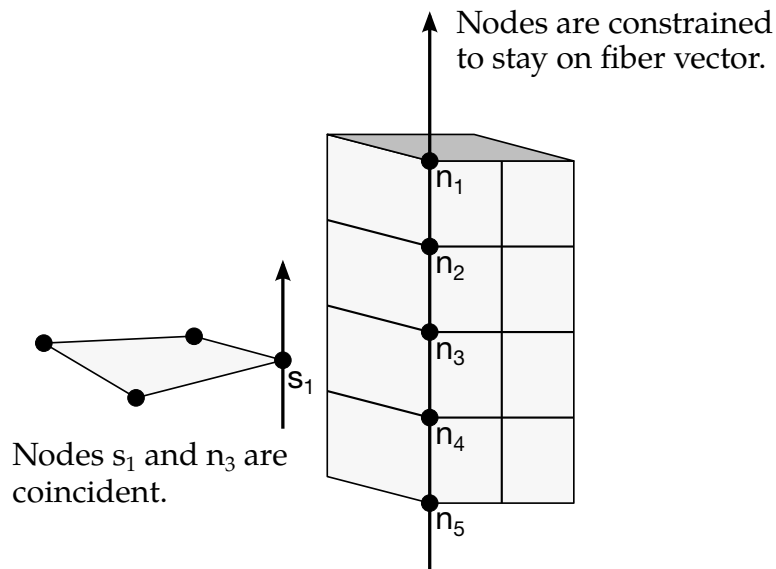 Nodes are constrained
to stay on fiber vector.
n₁
n₂
n₃
s₁
n₄
Nodes s₁ and n₃ are
coincident.
n₅